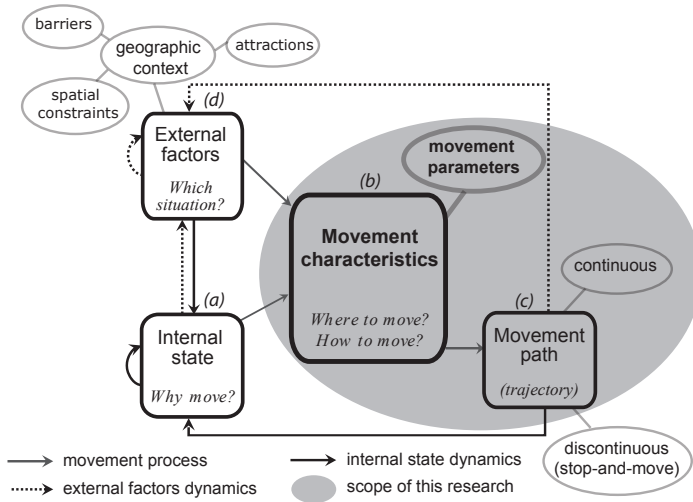 barriers
geographic
context
attractions
spatial
constraints
(d)
External
factors
Which
situation?
movement
parameters
(b)
Movement
characteristics
Where to move?
How to move?
continuous
(a)
Internal
state
Why move?
(c)
Movement
path
(trajectory)
discontinuous
(stop-and-move)
movement process
internal state dynamics
external factors dynamics
scope of this research